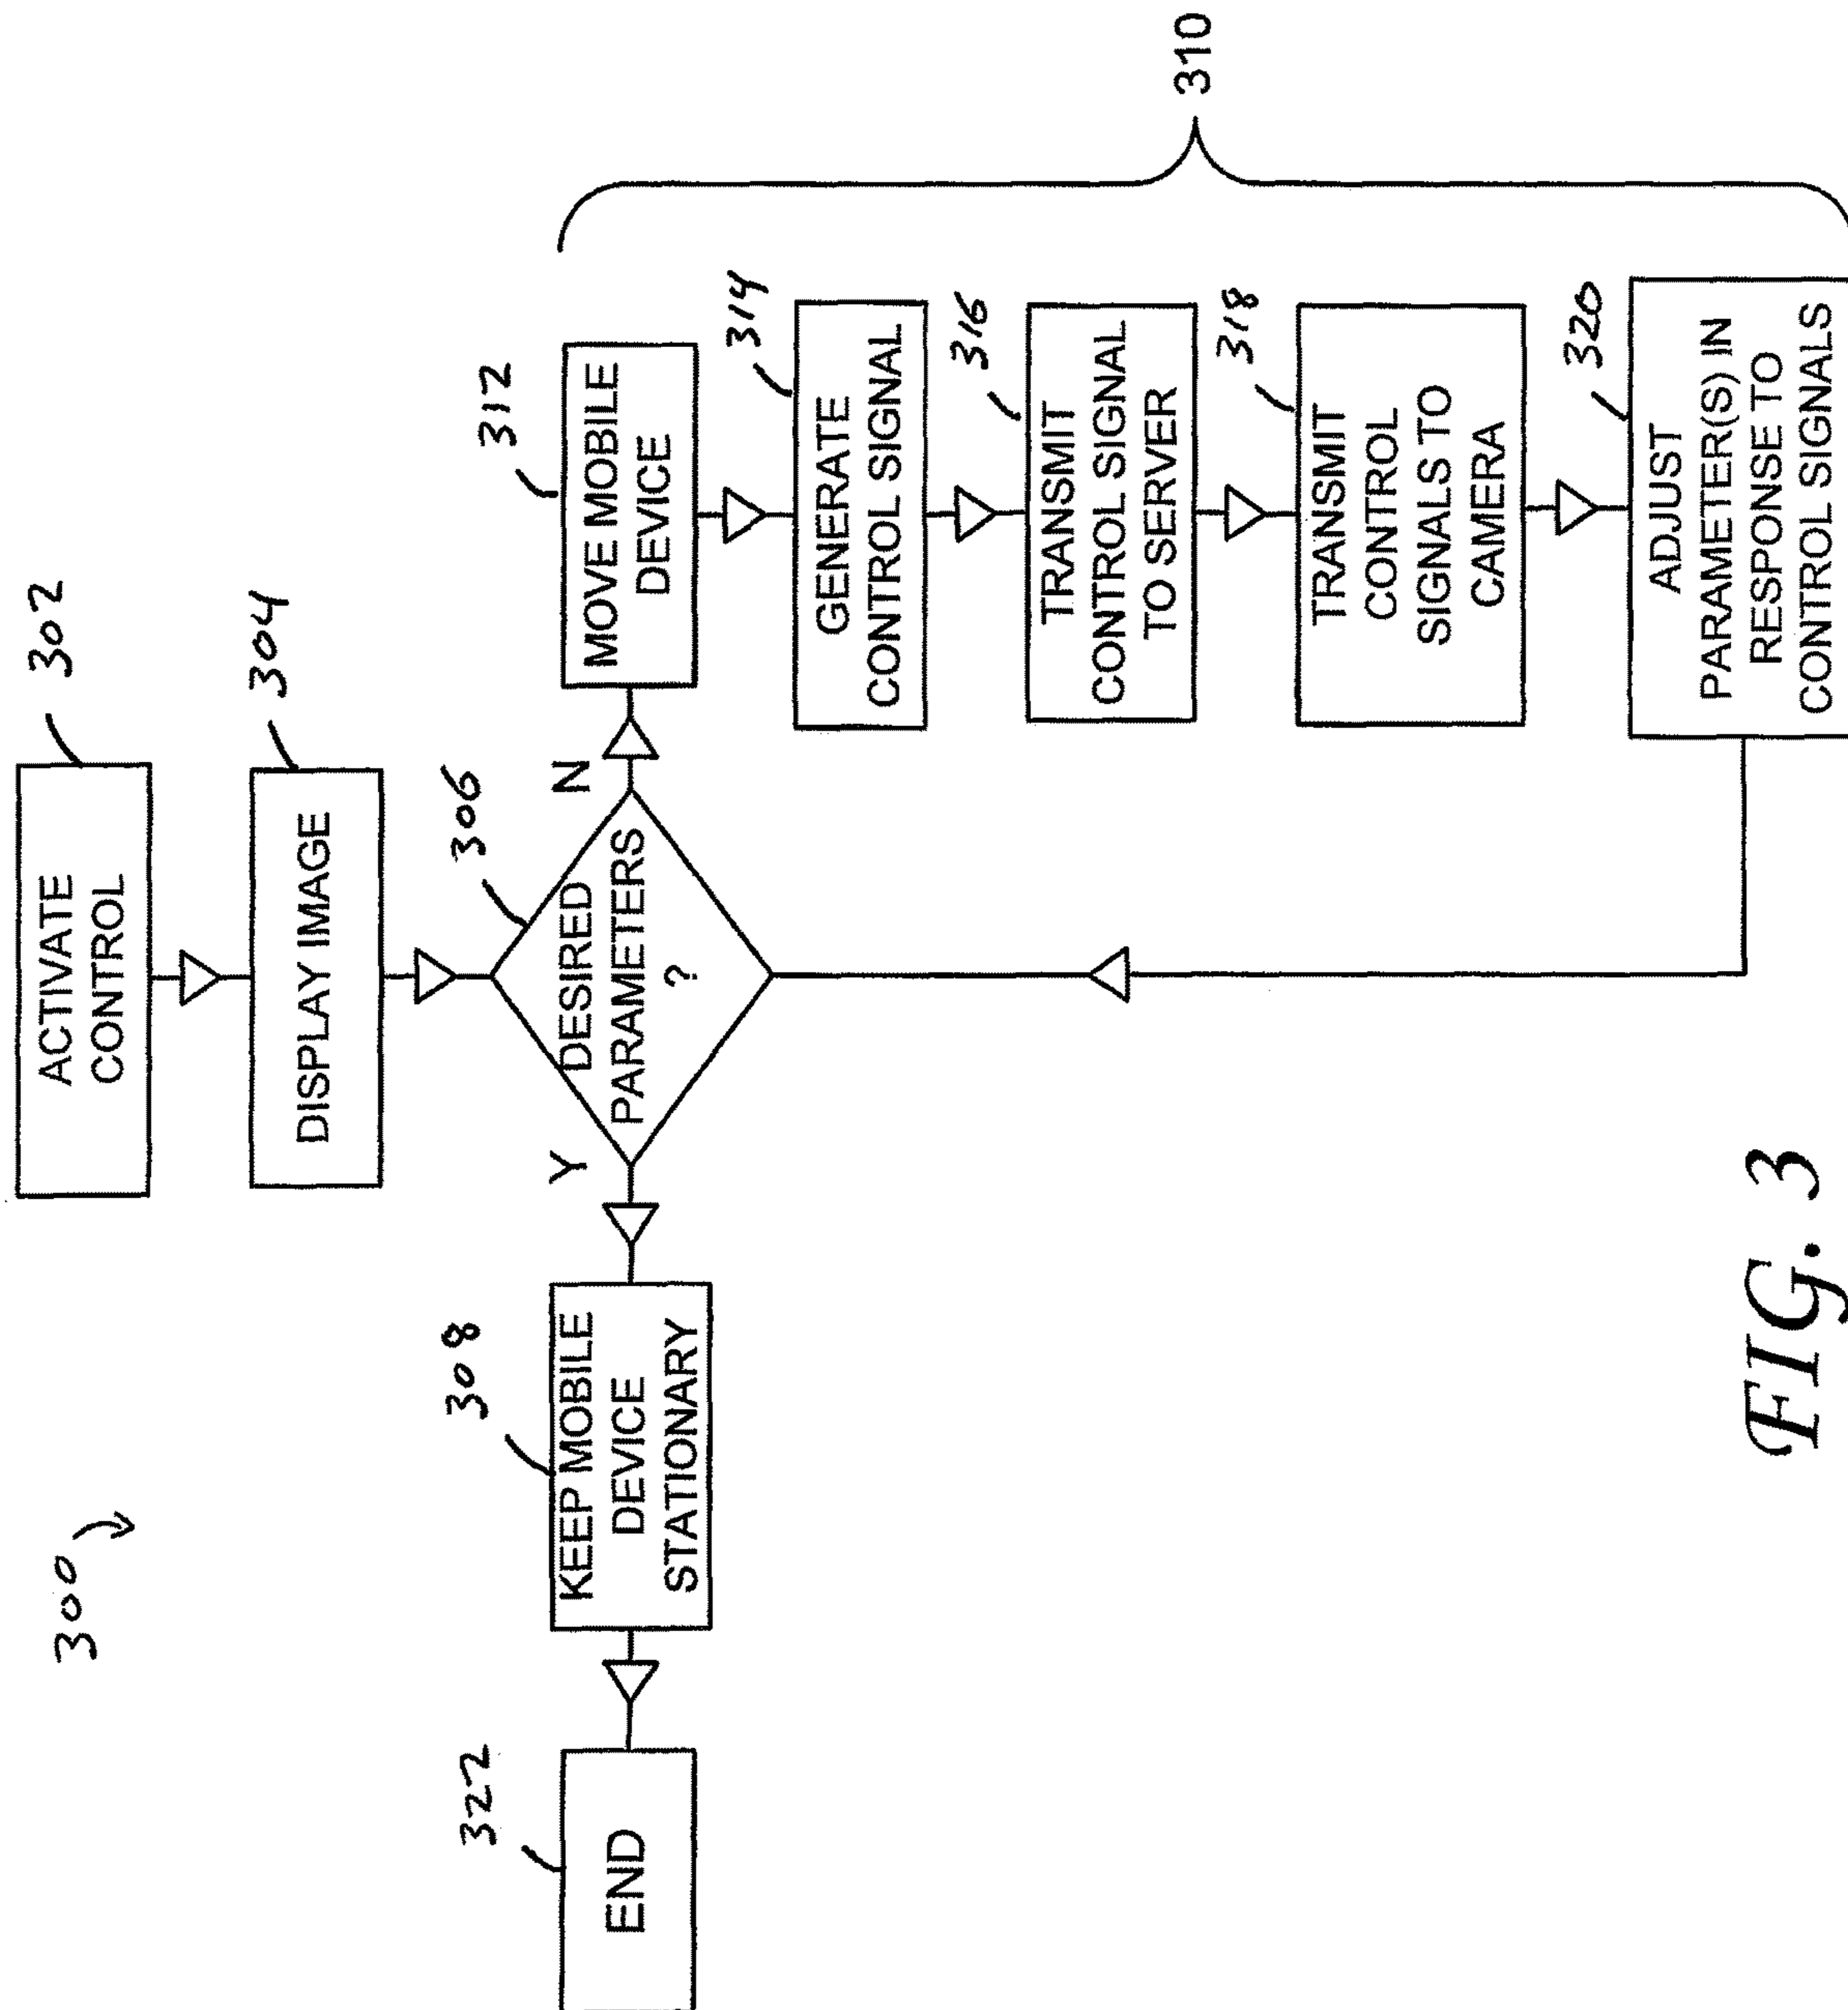 300
302
ACTIVATE
CONTROL
304
DISPLAY IMAGE
306
DESIRED
PARAMETERS
?
Y
N
308
KEEP MOBILE
DEVICE
STATIONARY
322
END
312
MOVE MOBILE
DEVICE
314
GENERATE
CONTROL SIGNAL
316
TRANSMIT
CONTROL SIGNAL
TO SERVER
318
TRANSMIT
CONTROL
SIGNALS TO
CAMERA
320
ADJUST
PARAMETER(S) IN
RESPONSE TO
CONTROL SIGNALS
310
FIG. 3